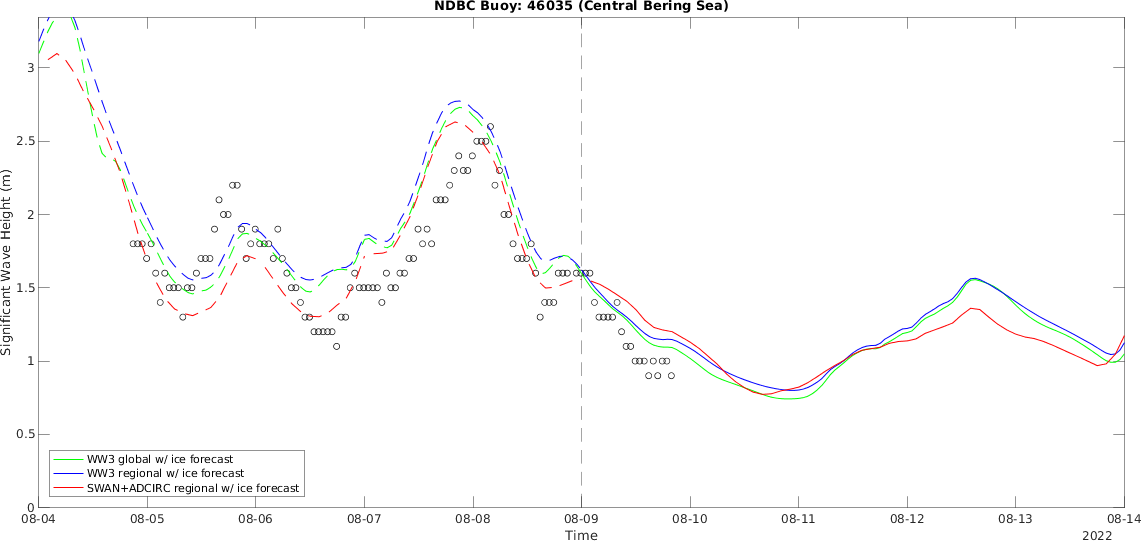 NDBC Buoy: 46035 (Central Bering Sea)
3
2.5
2
1.5
1
0.5
0
Significant Wave Height (m)
WW3 global w/ ice forecast
WW3 regional w/ ice forecast
SWAN+ADCIRC regional w/ ice forecast
08-04 08-05 08-06 08-07 08-08 08-09 08-10 08-11 08-12 08-13 08-14
Time
2022